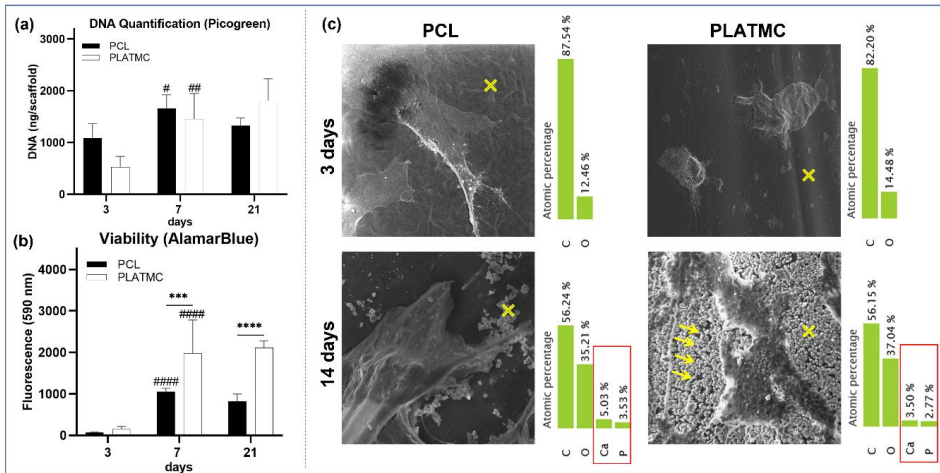 (a)
DNA Quantification (Picogreen)
PCL
PLATMC
DNA (ng/scaffold)
3000
2000
1000
0
# ##
3 7 21
days
(b)
Viability (AlamarBlue)
PCL
PLATMC
Fluorescence (590 nm)
4000
3000
2000
1000
0
***
####
####
****
3 7 21
days
(c)
PCL PLATMC
3 days
Atomic percentage
87.54 %
12.46 %
C O
Atomic percentage
82.20 %
14.48 %
C O
14 days
Atomic percentage
56.24 %
35.21 %
5.03 %
3.53 %
C O Ca P
Atomic percentage
56.15 %
37.04 %
3.50 %
2.77 %
C O Ca P